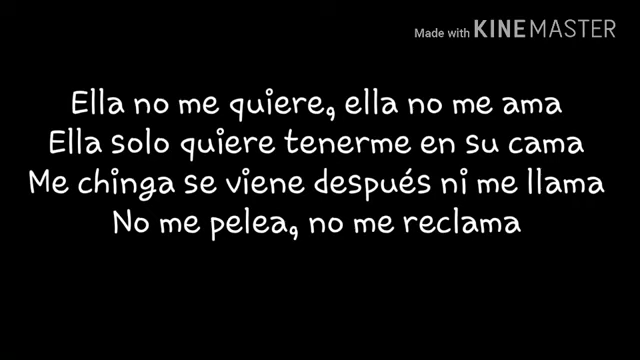 Made with KINEMASTER
Ella no me quiere, ella no me ama
Ella solo quiere tenerme en su cama
Me chinga se viene después ni me llama
No me pelea, no me reclama